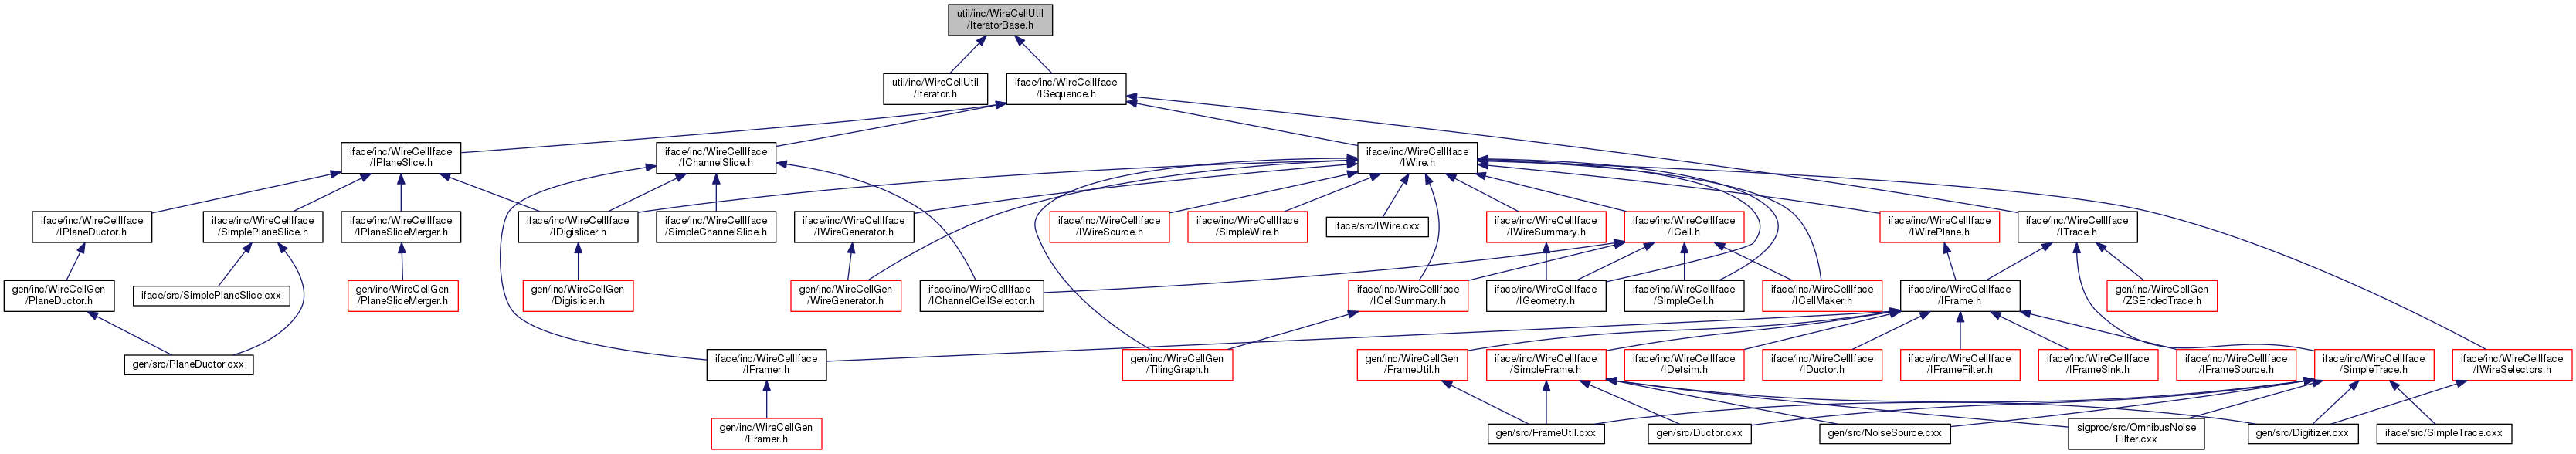 util/inc/WireCellUtil
/IteratorBase.h
util/inc/WireCellUtil
/Iterator.h
iface/inc/WireCellIface
/ISequence.h
iface/inc/WireCellIface
/IPlaneSlice.h
iface/inc/WireCellIface
/IChannelSlice.h
iface/inc/WireCellIface
/IWire.h
iface/inc/WireCellIface
/IPlaneDuctor.h
iface/inc/WireCellIface
/SimplePlaneSlice.h
iface/inc/WireCellIface
/IPlaneSliceMerger.h
iface/inc/WireCellIface
/IDigislicer.h
iface/inc/WireCellIface
/SimpleChannelSlice.h
iface/inc/WireCellIface
/IWireGenerator.h
iface/inc/WireCellIface
/IWireSource.h
iface/inc/WireCellIface
/SimpleWire.h
iface/src/IWire.cxx
iface/inc/WireCellIface
/IWireSummary.h
iface/inc/WireCellIface
/ICell.h
iface/inc/WireCellIface
/IWirePlane.h
iface/inc/WireCellIface
/ITrace.h
gen/inc/WireCellGen
/PlaneDuctor.h
iface/src/SimplePlaneSlice.cxx
gen/inc/WireCellGen
/PlaneSliceMerger.h
gen/inc/WireCellGen
/Digislicer.h
gen/inc/WireCellGen
/WireGenerator.h
iface/inc/WireCellIface
/IChannelCellSelector.h
iface/inc/WireCellIface
/ICellSummary.h
iface/inc/WireCellIface
/IGeometry.h
iface/inc/WireCellIface
/SimpleCell.h
iface/inc/WireCellIface
/ICellMaker.h
iface/inc/WireCellIface
/IFrame.h
gen/inc/WireCellGen
/ZSEndedTrace.h
gen/src/PlaneDuctor.cxx
iface/inc/WireCellIface
/IFramer.h
gen/inc/WireCellGen
/TilingGraph.h
gen/inc/WireCellGen
/FrameUtil.h
iface/inc/WireCellIface
/SimpleFrame.h
iface/inc/WireCellIface
/IDetsim.h
iface/inc/WireCellIface
/IDuctor.h
iface/inc/WireCellIface
/IFrameFilter.h
iface/inc/WireCellIface
/IFrameSink.h
iface/inc/WireCellIface
/IFrameSource.h
iface/inc/WireCellIface
/SimpleTrace.h
iface/inc/WireCellIface
/IWireSelectors.h
gen/inc/WireCellGen
/Framer.h
gen/src/FrameUtil.cxx
gen/src/Ductor.cxx
gen/src/NoiseSource.cxx
sigproc/src/OmnibusNoise
Filter.cxx
gen/src/Digitizer.cxx
iface/src/SimpleTrace.cxx